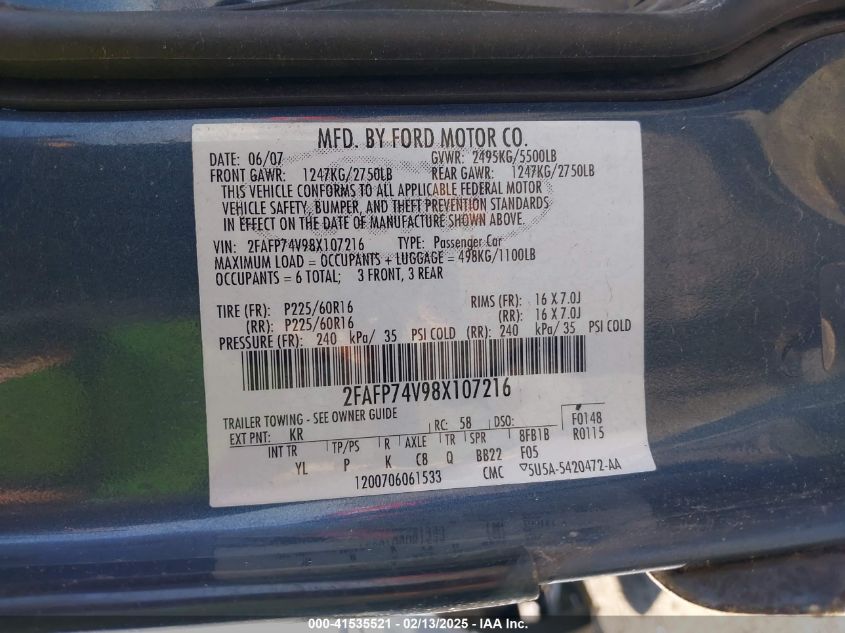 MFD. BY FORD MOTOR CO.
DATE: 06/07 GVWR: 2495KG/5500LB
FRONT GAWR: 1247KG/2750LB REAR GAWR: 1247KG/2750LB
THIS VEHICLE CONFORMS TO ALL APPLICABLE FEDERAL MOTOR
VEHICLE SAFETY, BUMPER, AND THEFT PREVENTION STANDARDS
IN EFFECT ON THE DATE OF MANUFACTURE SHOWN ABOVE.
VIN: 2FAFP74V98X107216 TYPE: Passenger Car
MAXIMUM LOAD = OCCUPANTS + LUGGAGE = 498KG/1100LB
OCCUPANTS = 6 TOTAL; 3 FRONT, 3 REAR
TIRE (FR): P225/60R16 RIMS (FR): 16 X 7.0J
(RR): P225/60R16 (RR): 16 X 7.0J
PRESSURE (FR): 240 kPa/ 35 PSI COLD (RR): 240 kPa/ 35 PSI COLD
2FAFP74V98X107216
TRAILER TOWING - SEE OWNER GUIDE RC: 58 DSO: F0148
EXT PNT: KR 8FB1B R0115
INT TR TP/PS R AXLE TR SPR F05
YL P K C8 Q BB22
1200706061533 CMC ▽5U5A-5420472-AA
000-41535521 - 02/13/2025 - IAA Inc.